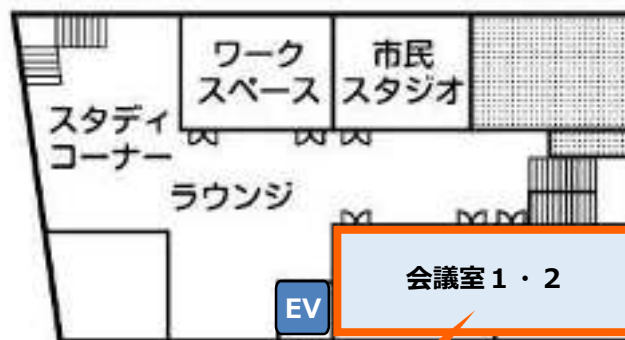 ワーク
スペース
市民
スタジオ
スタディ
コーナー
ラウンジ
会議室１・２
EV